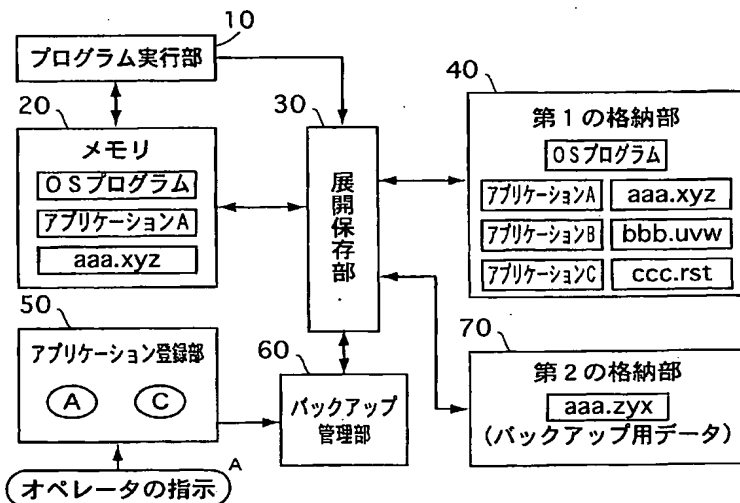 10
プログラム実行部
20
メモリ
OSプログラム
アプリケーションA
aaa.xyz
30
展開保存部
40
第1の格納部
OSプログラム
アプリケーションA
aaa.xyz
アプリケーションB
bbb.uvw
アプリケーションC
ccc.rst
50
アプリケーション登録部
A
C
60
バックアップ
管理部
70
第2の格納部
aaa.zyx
(バックアップ用データ)
オペレータの指示
A